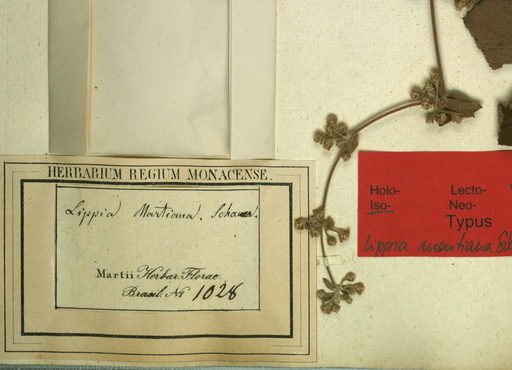 HERBARIUM REGIUM MONACENSE.
Lippia Martiana. Schauer.
Martii Herbar. Florae
Brasil. No 1028
Holo- Lecto-
Iso- Neo-
Typus
Lippia martiana